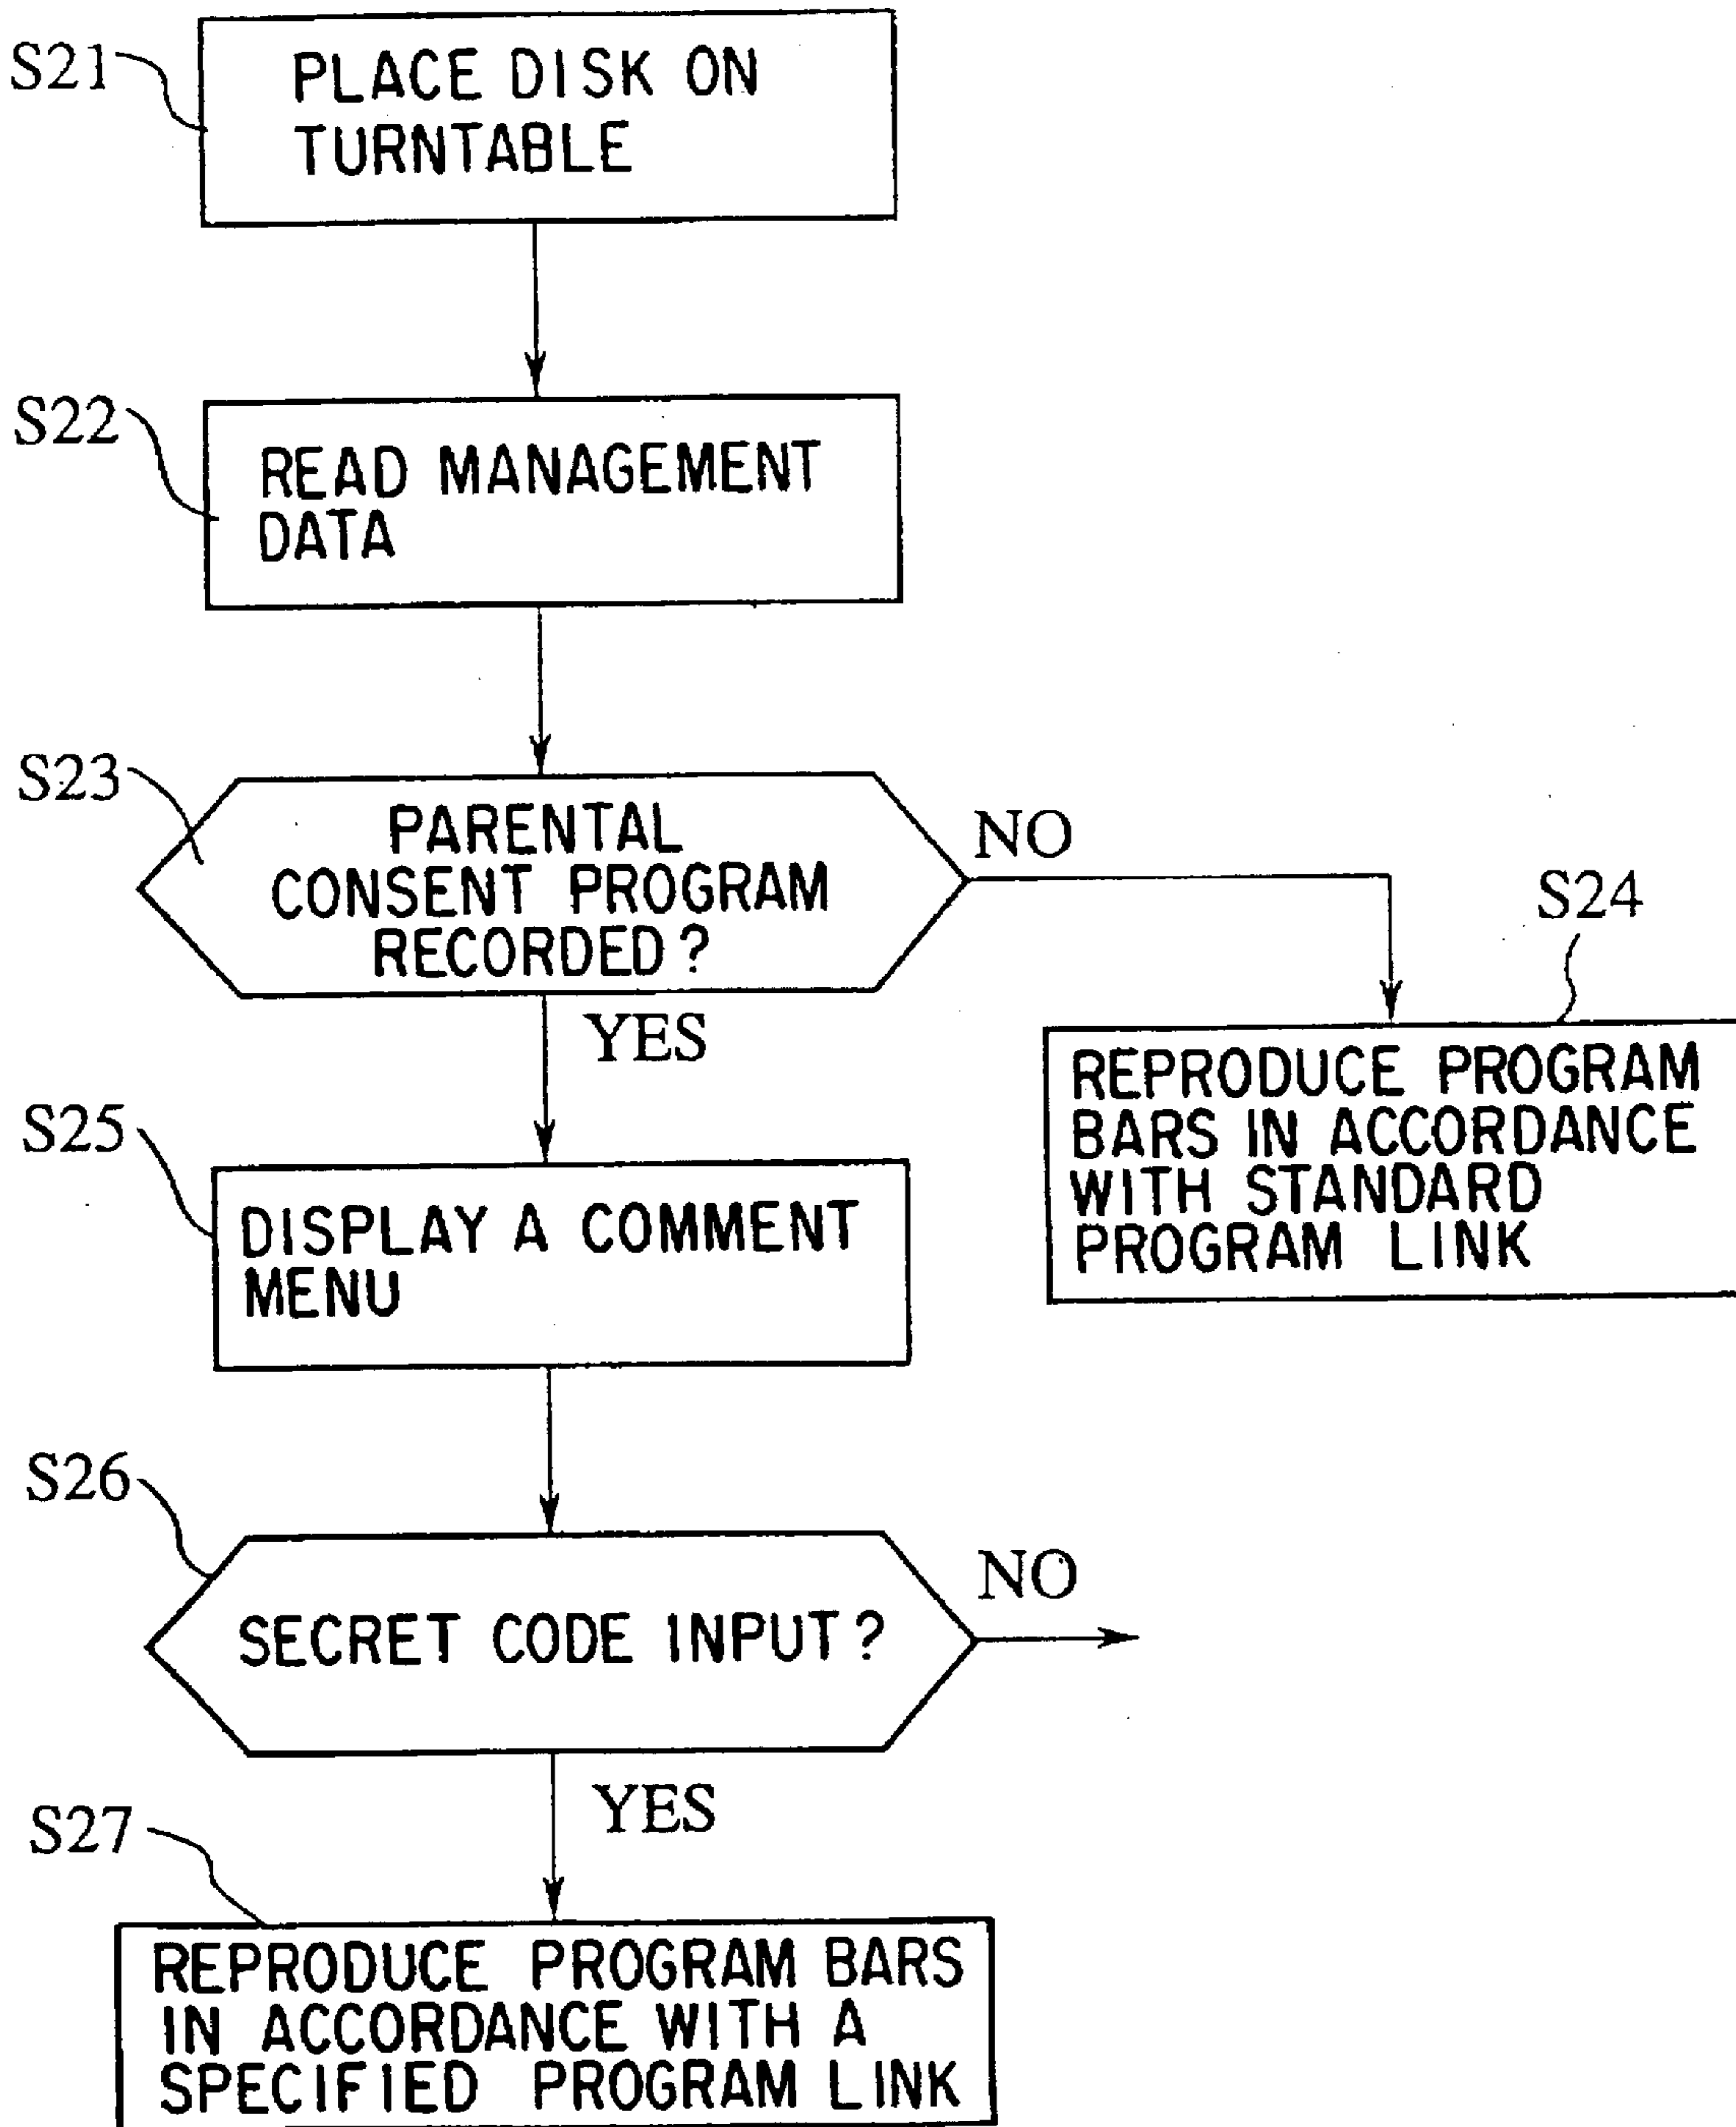 S21
PLACE DISK ON
TURNTABLE
S22
READ MANAGEMENT
DATA
S23
PARENTAL
CONSENT PROGRAM
RECORDED?
NO
YES
S24
REPRODUCE PROGRAM
BARS IN ACCORDANCE
WITH STANDARD
PROGRAM LINK
S25
DISPLAY A COMMENT
MENU
S26
SECRET CODE INPUT?
NO
YES
S27
REPRODUCE PROGRAM BARS
IN ACCORDANCE WITH A
SPECIFIED PROGRAM LINK